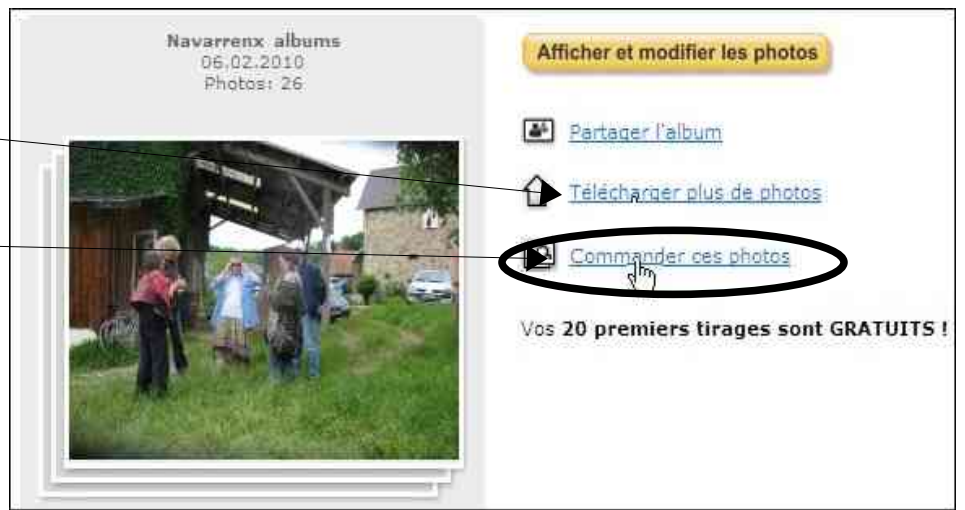 Navarrenx albums
06.02.2010
Photos: 26
Afficher et modifier les photos
Partager l'album
Télécharger plus de photos
Commander ces photos
Vos 20 premiers tirages sont GRATUITS !